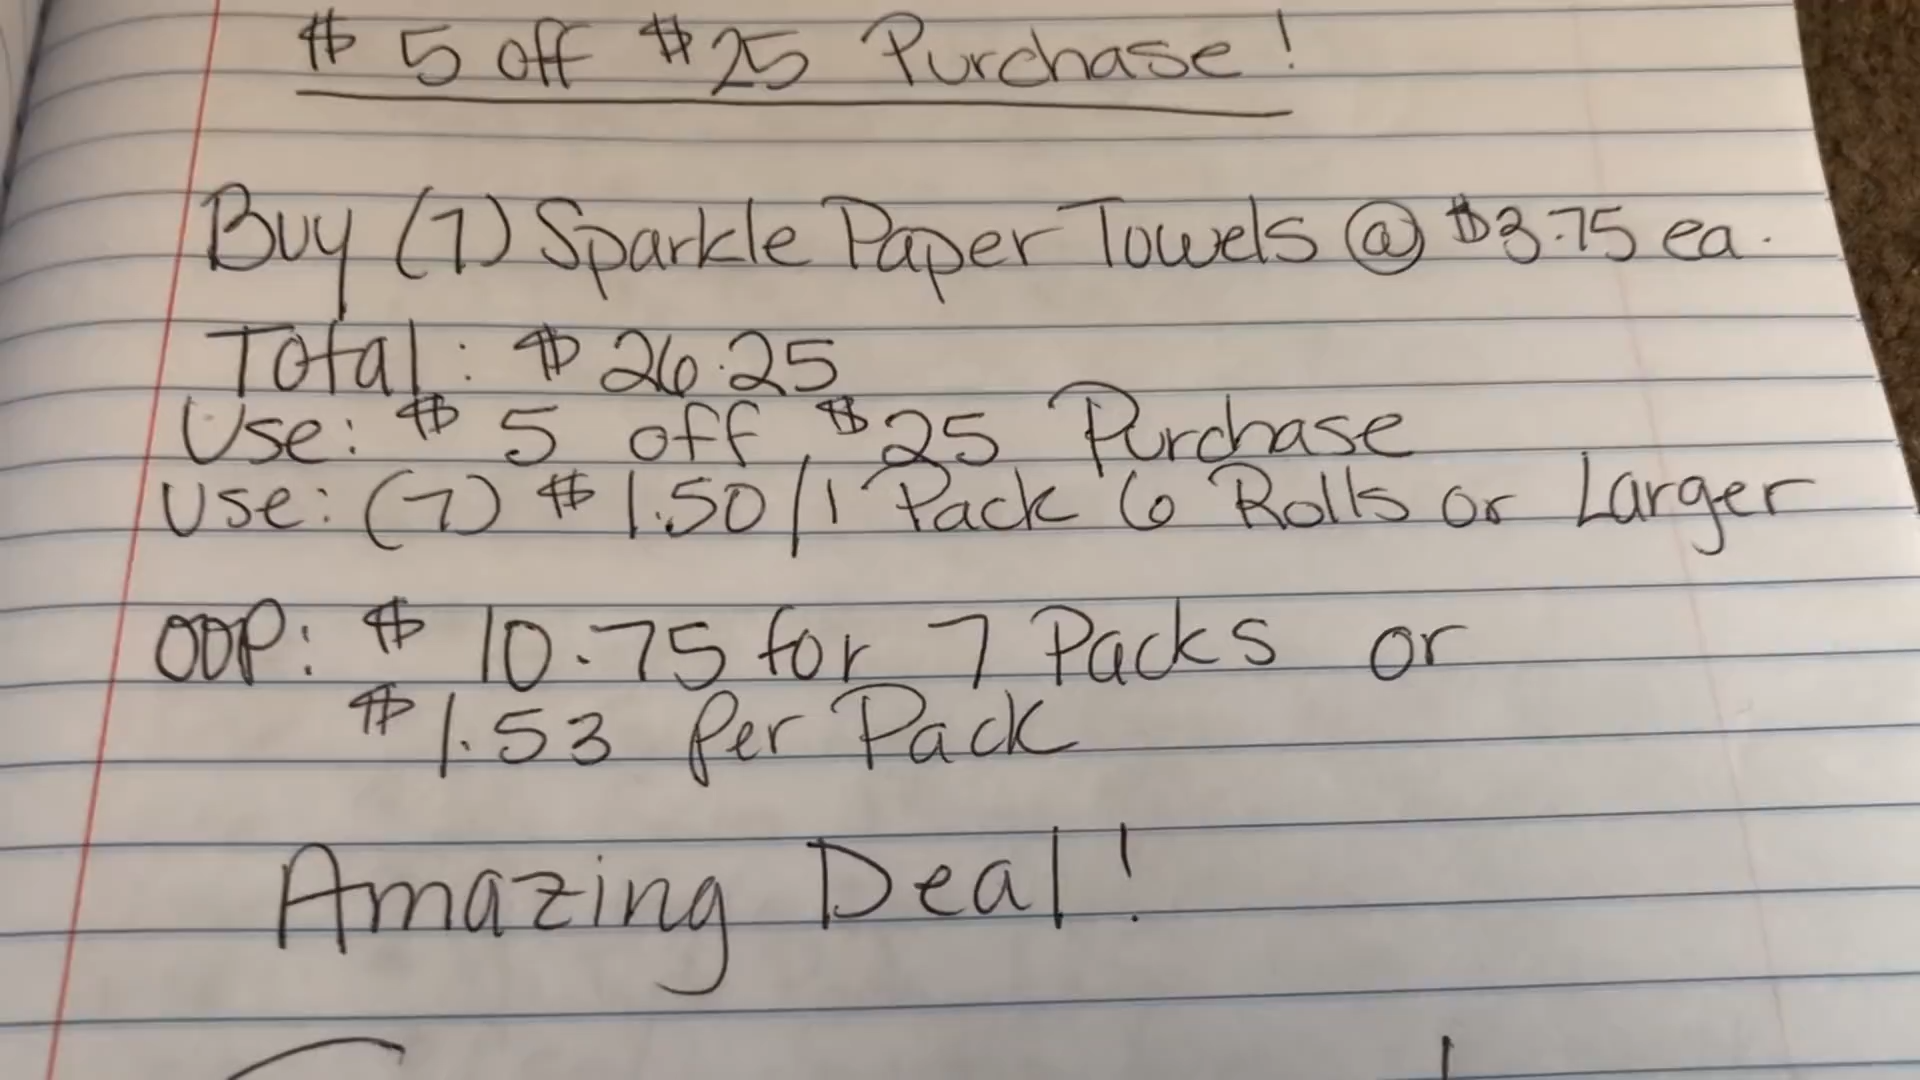 $5 off $25 Purchase!
Buy (7) Sparkle Paper Towels @ $3.75 ea.
Total: $26.25
Use: $5 off $25 Purchase
Use: (7) $1.50/1 Pack 6 Rolls or Larger
OOP: $10.75 for 7 Packs or
$1.53 Per Pack
Amazing Deal!